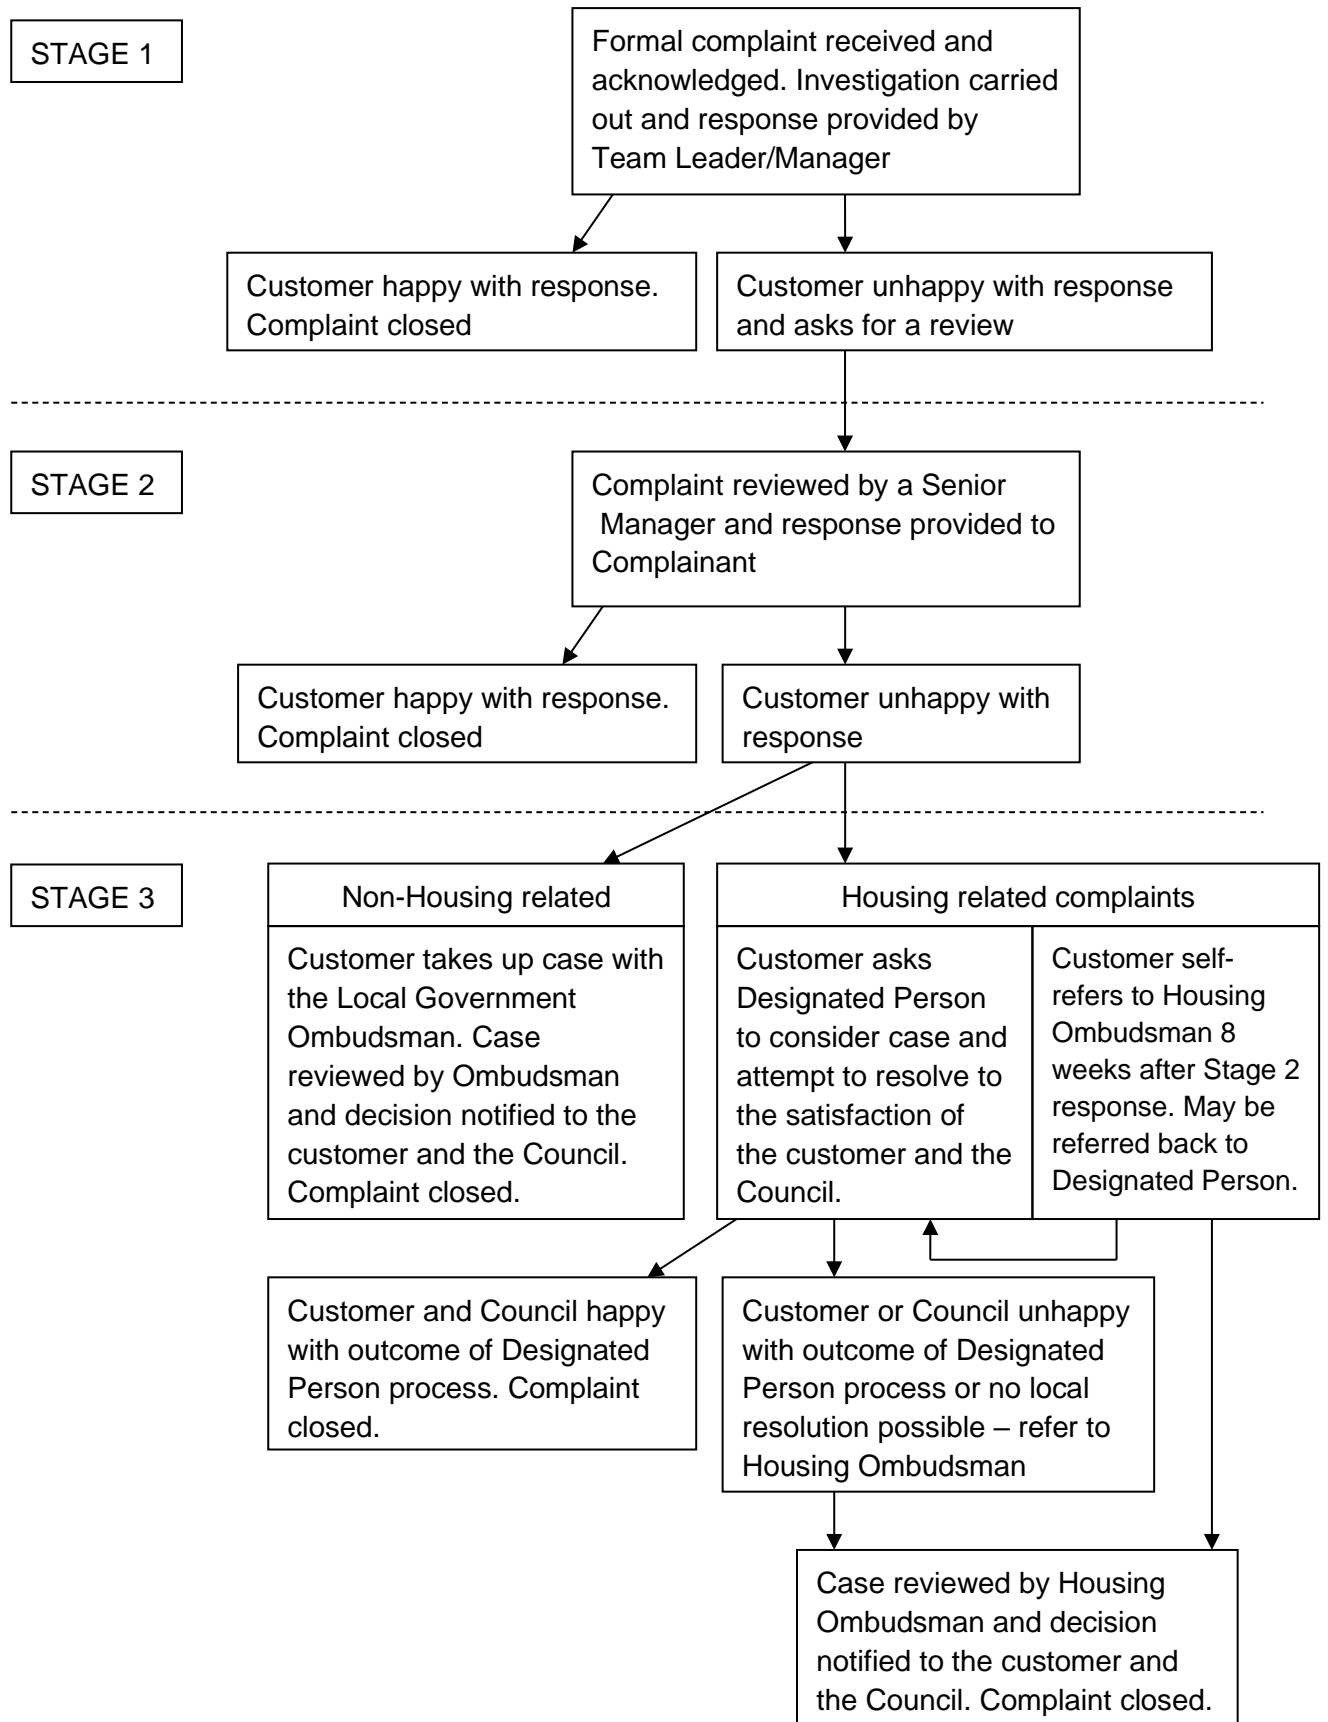 STAGE 1
Formal complaint received and
acknowledged. Investigation carried
out and response provided by
Team Leader/Manager
Customer happy with response.
Complaint closed
Customer unhappy with response
and asks for a review
STAGE 2
Complaint reviewed by a Senior
Manager and response provided to
Complainant
Customer happy with response.
Complaint closed
Customer unhappy with
response
STAGE 3
Non-Housing related
Customer takes up case with
the Local Government
Ombudsman. Case
reviewed by Ombudsman
and decision notified to the
customer and the Council.
Complaint closed.
Housing related complaints
Customer asks
Designated Person
to consider case and
attempt to resolve to
the satisfaction of
the customer and the
Council.
Customer self-
refers to Housing
Ombudsman 8
weeks after Stage 2
response. May be
referred back to
Designated Person.
Customer and Council happy
with outcome of Designated
Person process. Complaint
closed.
Customer or Council unhappy
with outcome of Designated
Person process or no local
resolution possible – refer to
Housing Ombudsman
Case reviewed by Housing
Ombudsman and decision
notified to the customer and
the Council. Complaint closed.